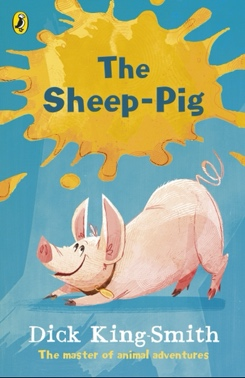 The
Sheep-Pig
Dick King-Smith
The master of animal adventures